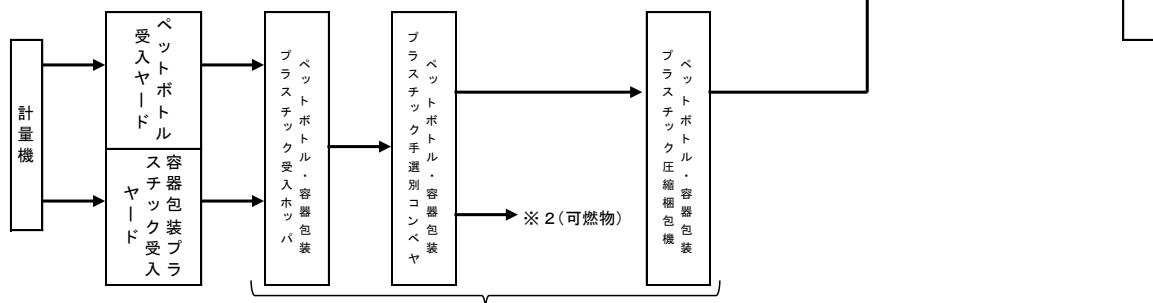 計量機
ペットボトル
受入ヤード
容器包装プラ
スチック受入
ヤード
ペットボトル・容器包装
プラスチック受入ホッパ
ペットボトル・容器包装
プラスチック手選別コンベヤ
※2(可燃物)
ペットボトル・容器包装
プラスチック圧縮梱包機